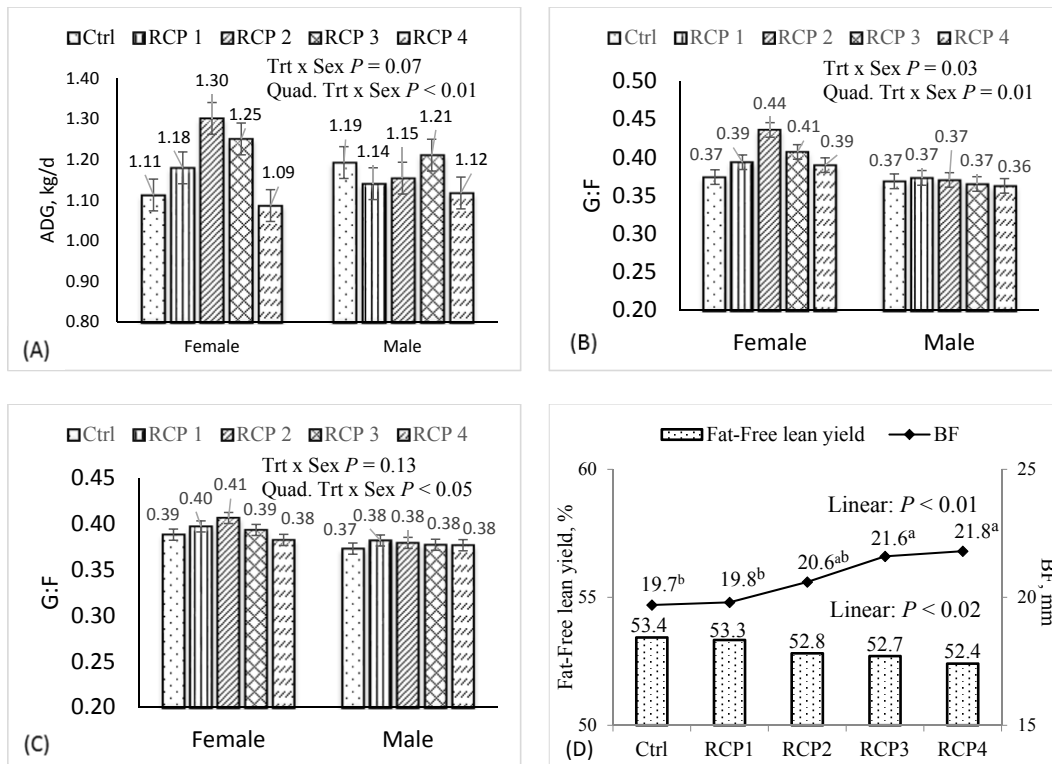 Ctrl RCP 1 RCP 2 RCP 3 RCP 4
Trt x Sex P = 0.07
Quad. Trt x Sex P < 0.01
ADG, kg/d
1.40
1.30
1.20
1.10
1.00
0.90
0.80
1.11
1.18
1.30
1.25
1.09
1.19
1.14
1.15
1.21
1.12
Female Male
(A)
Ctrl RCP 1 RCP 2 RCP 3 RCP 4
Trt x Sex P = 0.03
Quad. Trt x Sex P = 0.01
G:F
0.50
0.45
0.40
0.35
0.30
0.25
0.20
0.37
0.39
0.44
0.41
0.39
0.37
0.37
0.37
0.37
0.36
Female Male
(B)
Ctrl RCP 1 RCP 2 RCP 3 RCP 4
Trt x Sex P = 0.13
Quad. Trt x Sex P < 0.05
G:F
0.45
0.40
0.35
0.30
0.25
0.20
0.39
0.40
0.41
0.39
0.38
0.37
0.38
0.38
0.38
0.38
Female Male
(C)
Fat-Free lean yield BF
Fat-Free lean yield, %
60
55
50
Linear: P < 0.01
19.7b
19.8b
20.6ab
21.6a
21.8a
Linear: P < 0.02
53.4
53.3
52.8
52.7
52.4
25
20
15
BF, mm
Ctrl RCP1 RCP2 RCP3 RCP4
(D)